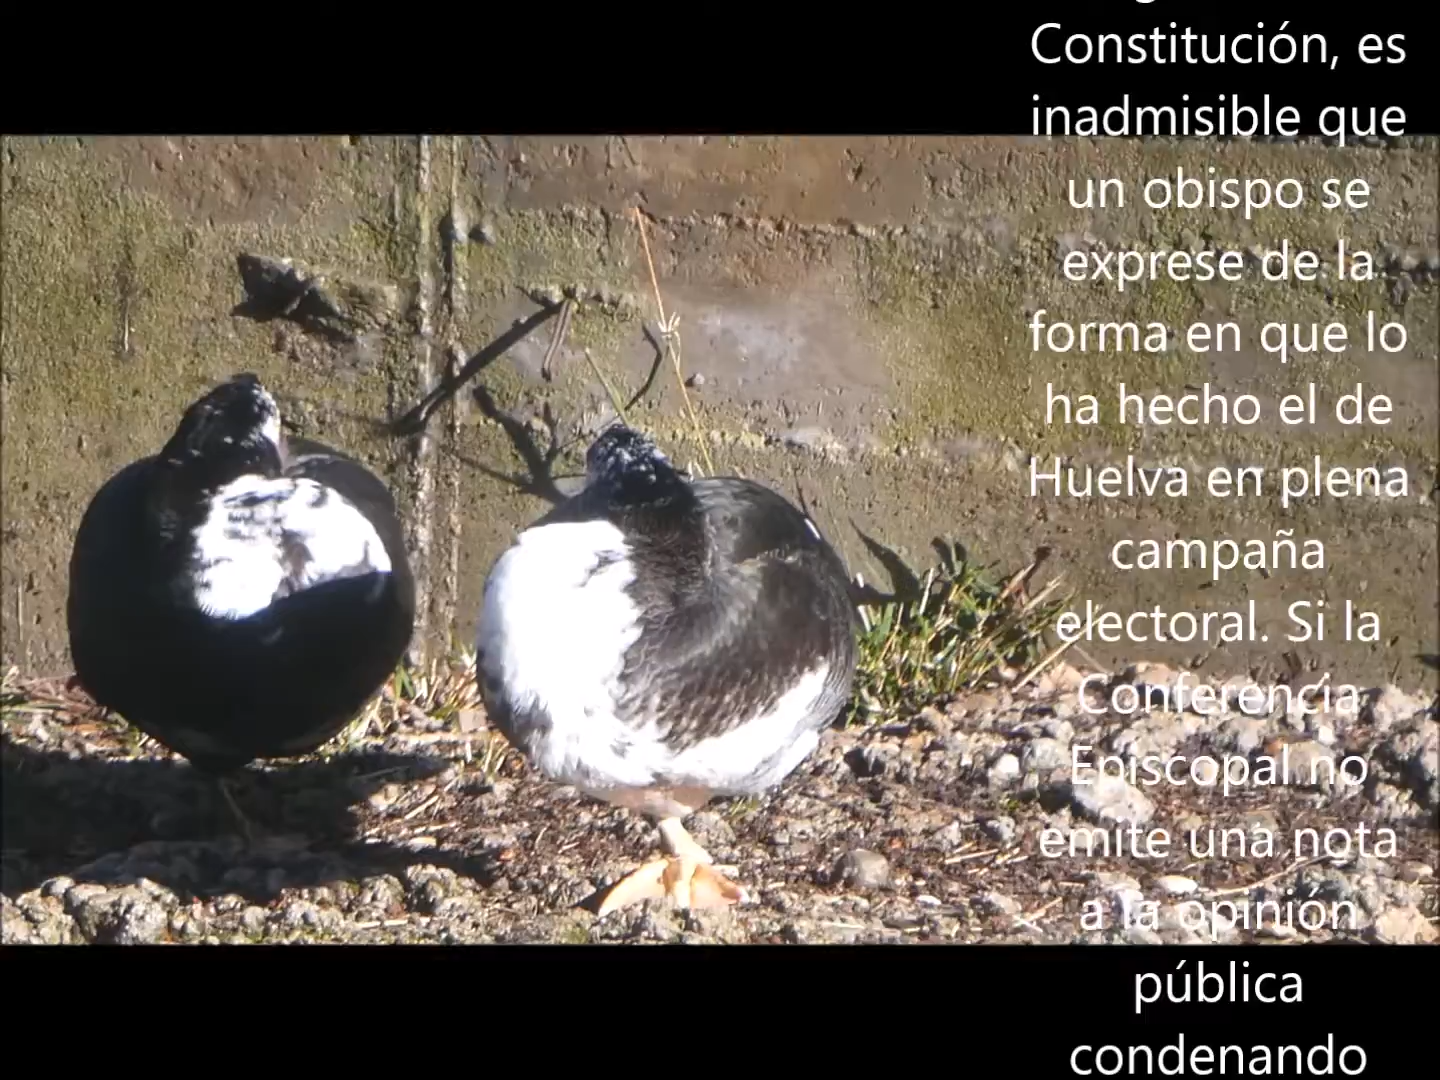 Constitución, es
inadmisible que
un obispo se
exprese de la
forma en que lo
ha hecho el de
Huelva en plena
campaña
electoral. Si la
Conferencia
Episcopal no
emite una nota
a la opinión
pública
condenando